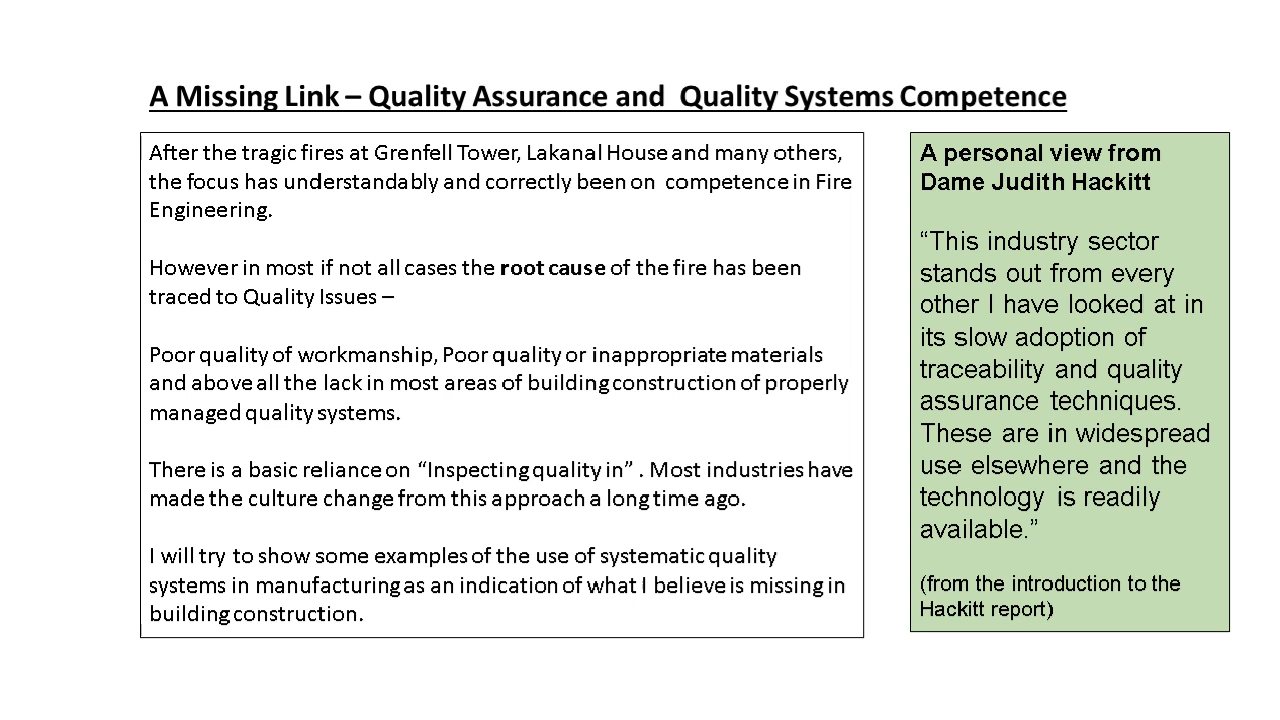 A Missing Link – Quality Assurance and  Quality Systems Competence
After the tragic fires at Grenfell Tower, Lakanal House and many others,
the focus has understandably and correctly been on  competence in Fire
Engineering.
However in most if not all cases the root cause of the fire has been
traced to Quality Issues –
Poor quality of workmanship, Poor quality or inappropriate materials
and above all the lack in most areas of building construction of properly
managed quality systems.
There is a basic reliance on “Inspecting quality in” . Most industries have
made the culture change from this approach a long time ago.
I will try to show some examples of the use of systematic quality
systems in manufacturing as an indication of what I believe is missing in
building construction.
A personal view from
Dame Judith Hackitt
“This industry sector
stands out from every
other I have looked at in
its slow adoption of
traceability and quality
assurance techniques.
These are in widespread
use elsewhere and the
technology is readily
available.”
(from the introduction to the
Hackitt report)